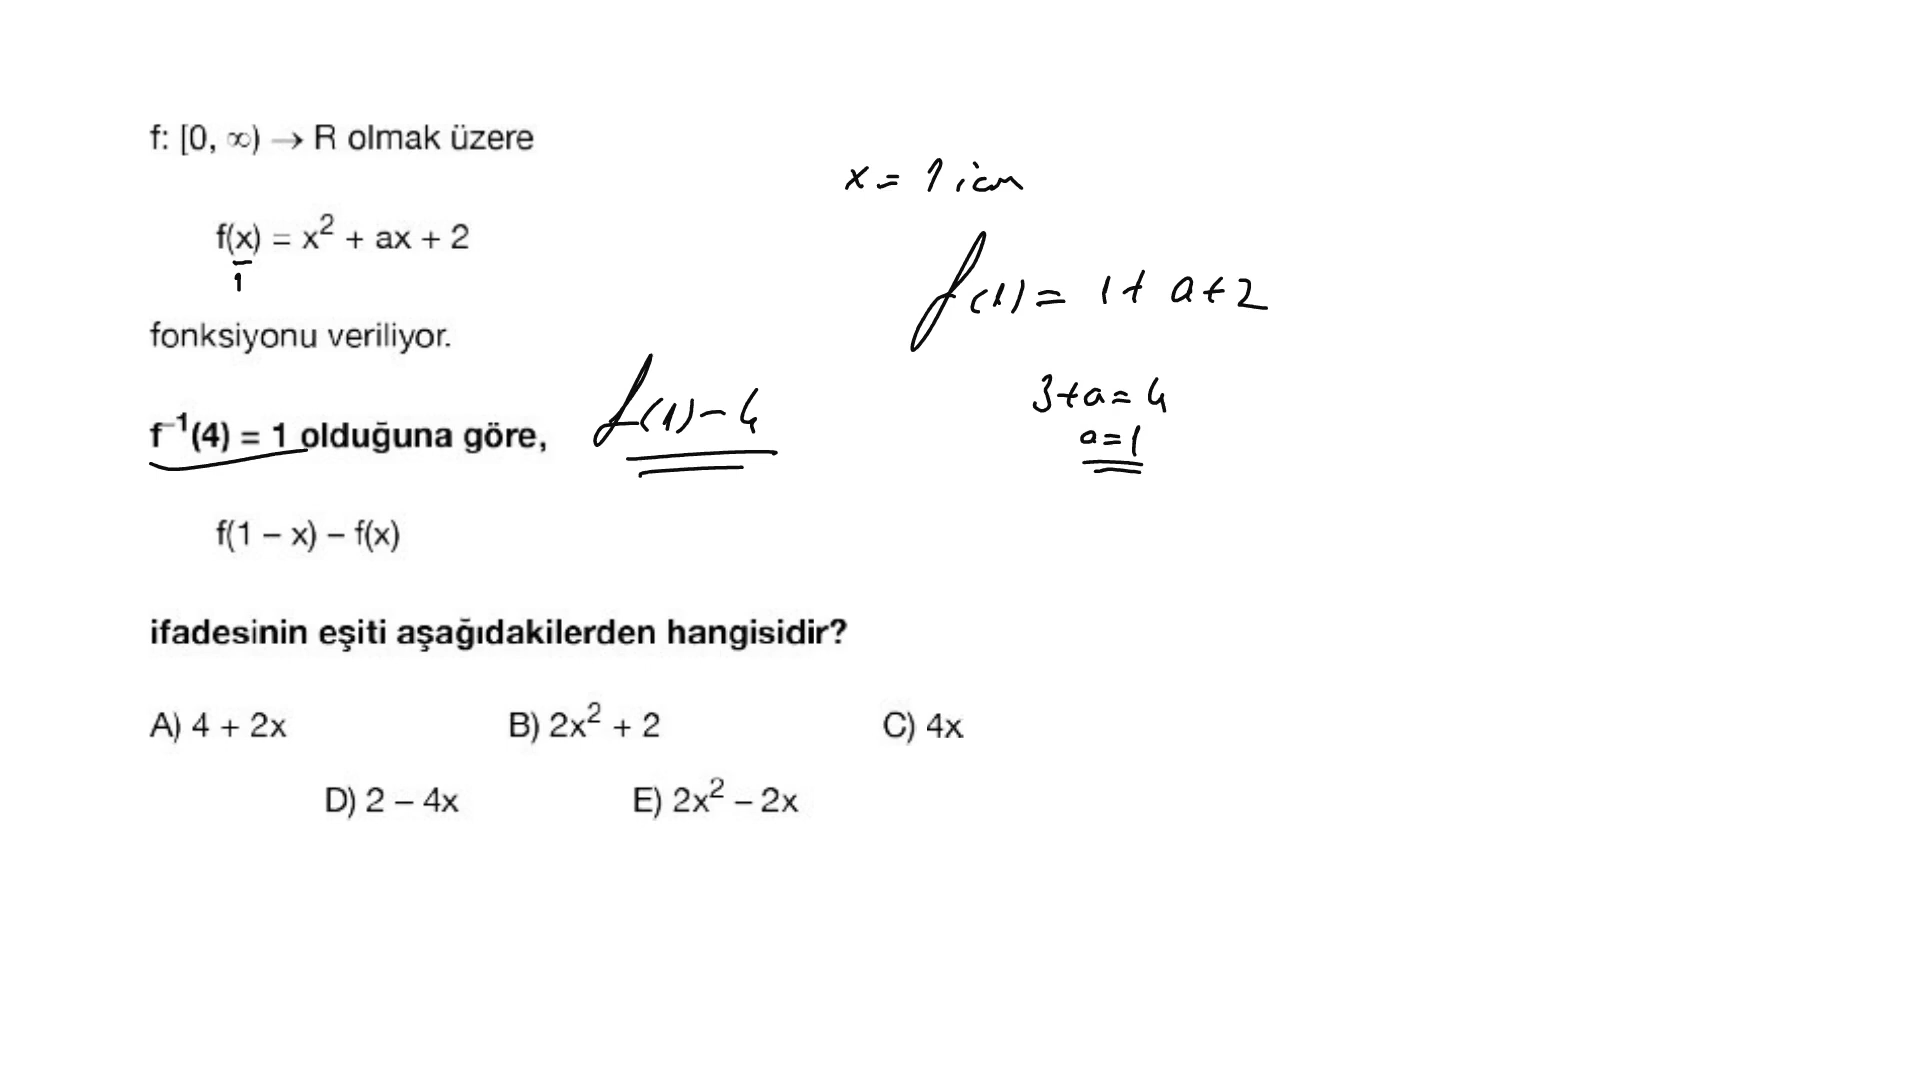 f: [0, ∞) → R olmak üzere
f(x) = x² + ax + 2
1
fonksiyonu veriliyor.
f⁻¹(4) = 1 olduğuna göre,
f(1) - 4
f(1 – x) – f(x)
ifadesinin eşiti aşağıdakilerden hangisidir?
A) 4 + 2x B) 2x² + 2 C) 4x
D) 2 – 4x E) 2x² – 2x
x = 1 icin
f(1) = 1 + a + 2
3 + a = 4
a = 1